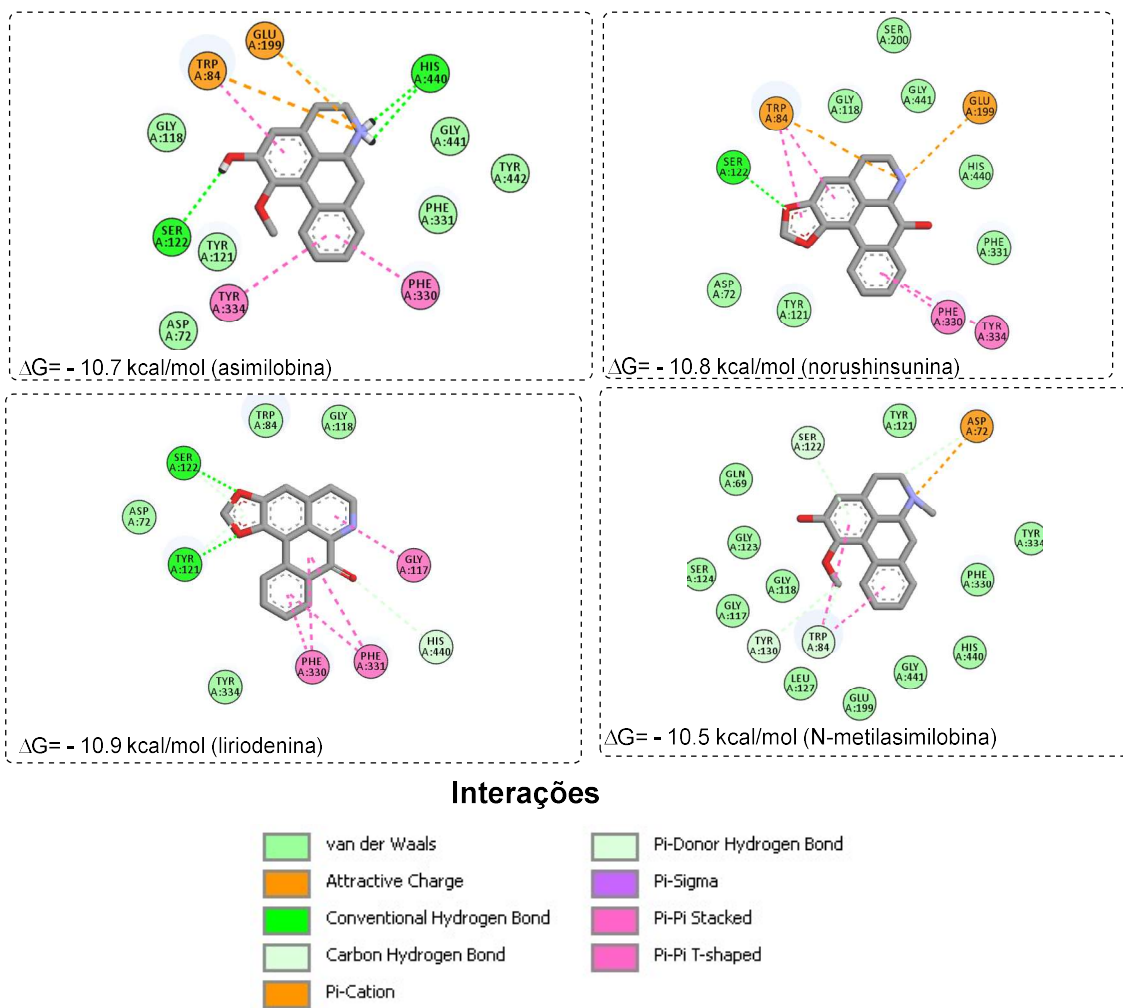 GLU
A:199
TRP
A:84
HIS
A:440
GLY
A:118
GLY
A:441
TYR
A:442
PHE
A:331
SER
A:122
TYR
A:121
TYR
A:334
PHE
A:330
ASP
A:72
ΔG= - 10.7 kcal/mol (asimilobina)
SER
A:200
TRP
A:84
GLY
A:118
GLY
A:441
GLU
A:199
SER
A:122
HIS
A:440
PHE
A:331
ASP
A:72
TYR
A:121
PHE
A:330
TYR
A:334
ΔG= - 10.8 kcal/mol (norushinsunina)
TRP
A:84
GLY
A:118
SER
A:122
ASP
A:72
TYR
A:121
GLY
A:117
HIS
A:440
PHE
A:330
PHE
A:331
TYR
A:334
ΔG= - 10.9 kcal/mol (liriodenina)
TYR
A:121
ASP
A:72
SER
A:122
GLN
A:69
GLY
A:123
TYR
A:334
SER
A:124
GLY
A:118
PHE
A:330
GLY
A:117
TYR
A:130
TRP
A:84
HIS
A:440
LEU
A:127
GLY
A:441
GLU
A:199
ΔG= - 10.5 kcal/mol (N-metilasimilobina)
Interações
van der Waals
Attractive Charge
Conventional Hydrogen Bond
Carbon Hydrogen Bond
Pi-Cation
Pi-Donor Hydrogen Bond
Pi-Sigma
Pi-Pi Stacked
Pi-Pi T-shaped